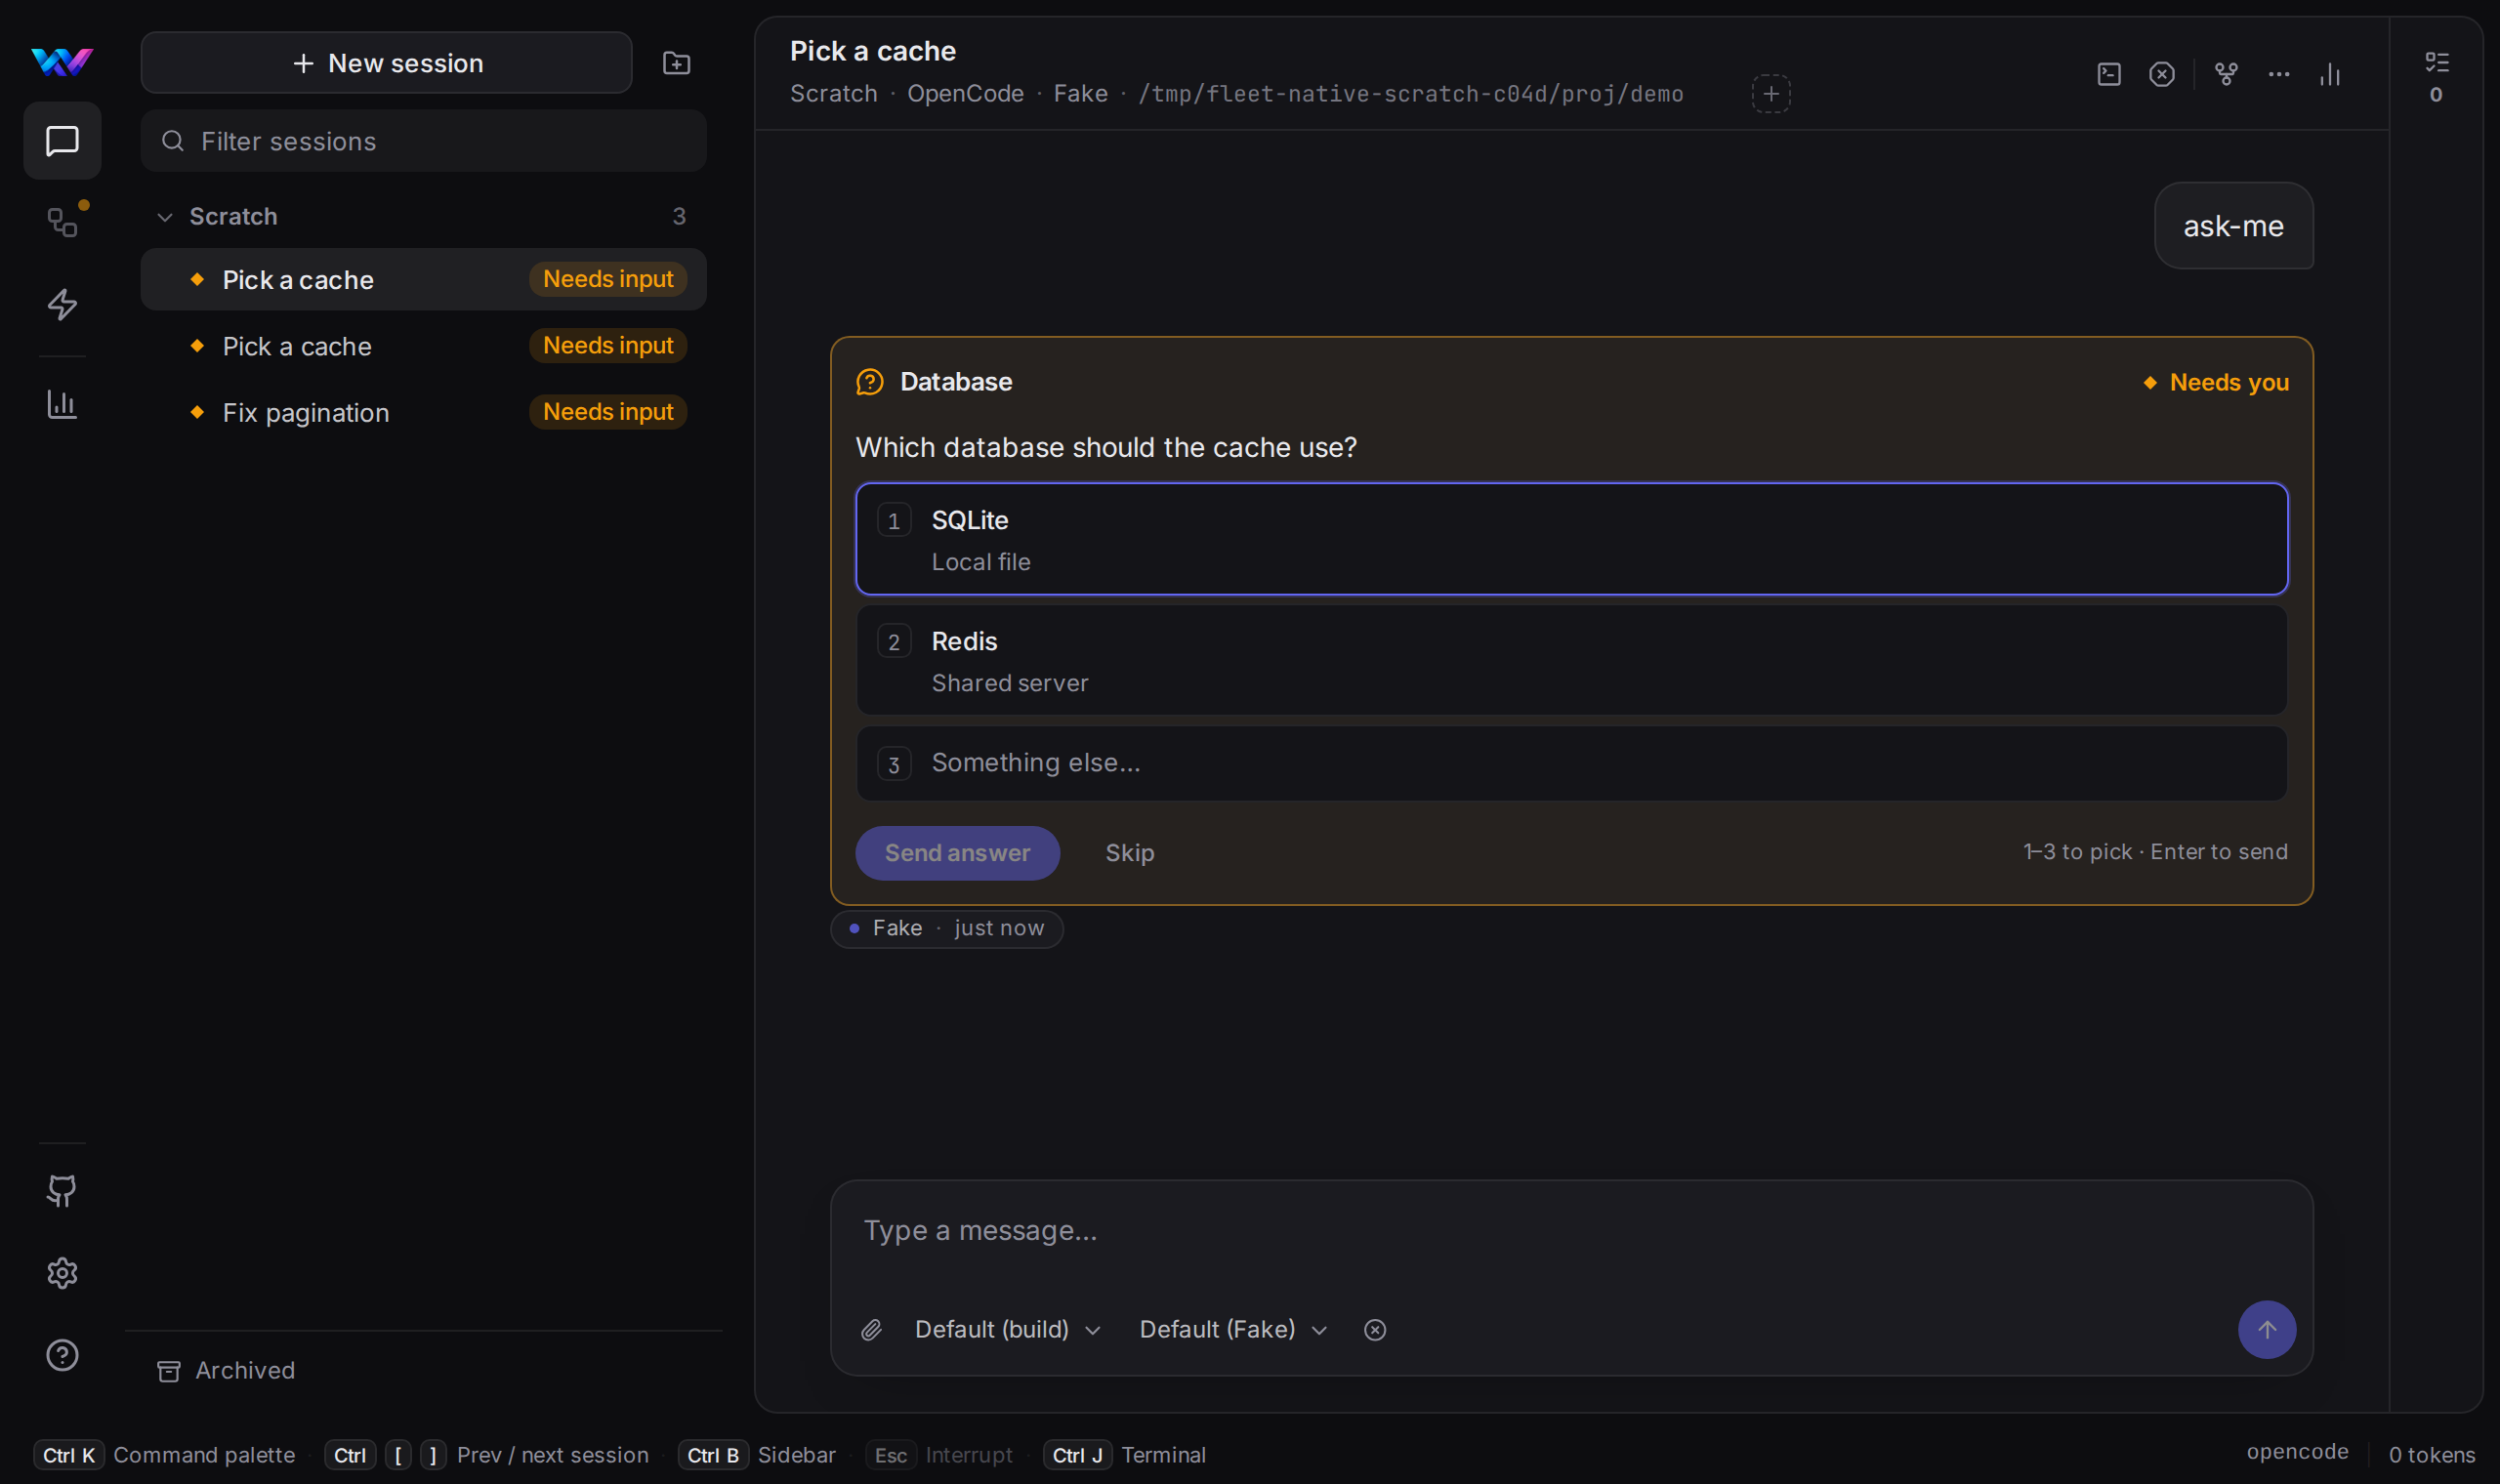 New session
Filter sessions
Scratch 3
Pick a cache Needs input
Pick a cache Needs input
Fix pagination Needs input
Archived
Pick a cache
Scratch · OpenCode · Fake · /tmp/fleet-native-scratch-c04d/proj/demo
0
ask-me
Database Needs you
Which database should the cache use?
1 SQLite
Local file
2 Redis
Shared server
3 Something else...
Send answer Skip 1–3 to pick · Enter to send
Fake · just now
Type a message...
Default (build) Default (Fake)
Ctrl K Command palette · Ctrl [ ] Prev / next session · Ctrl B Sidebar · Esc Interrupt · Ctrl J Terminal opencode 0 tokens